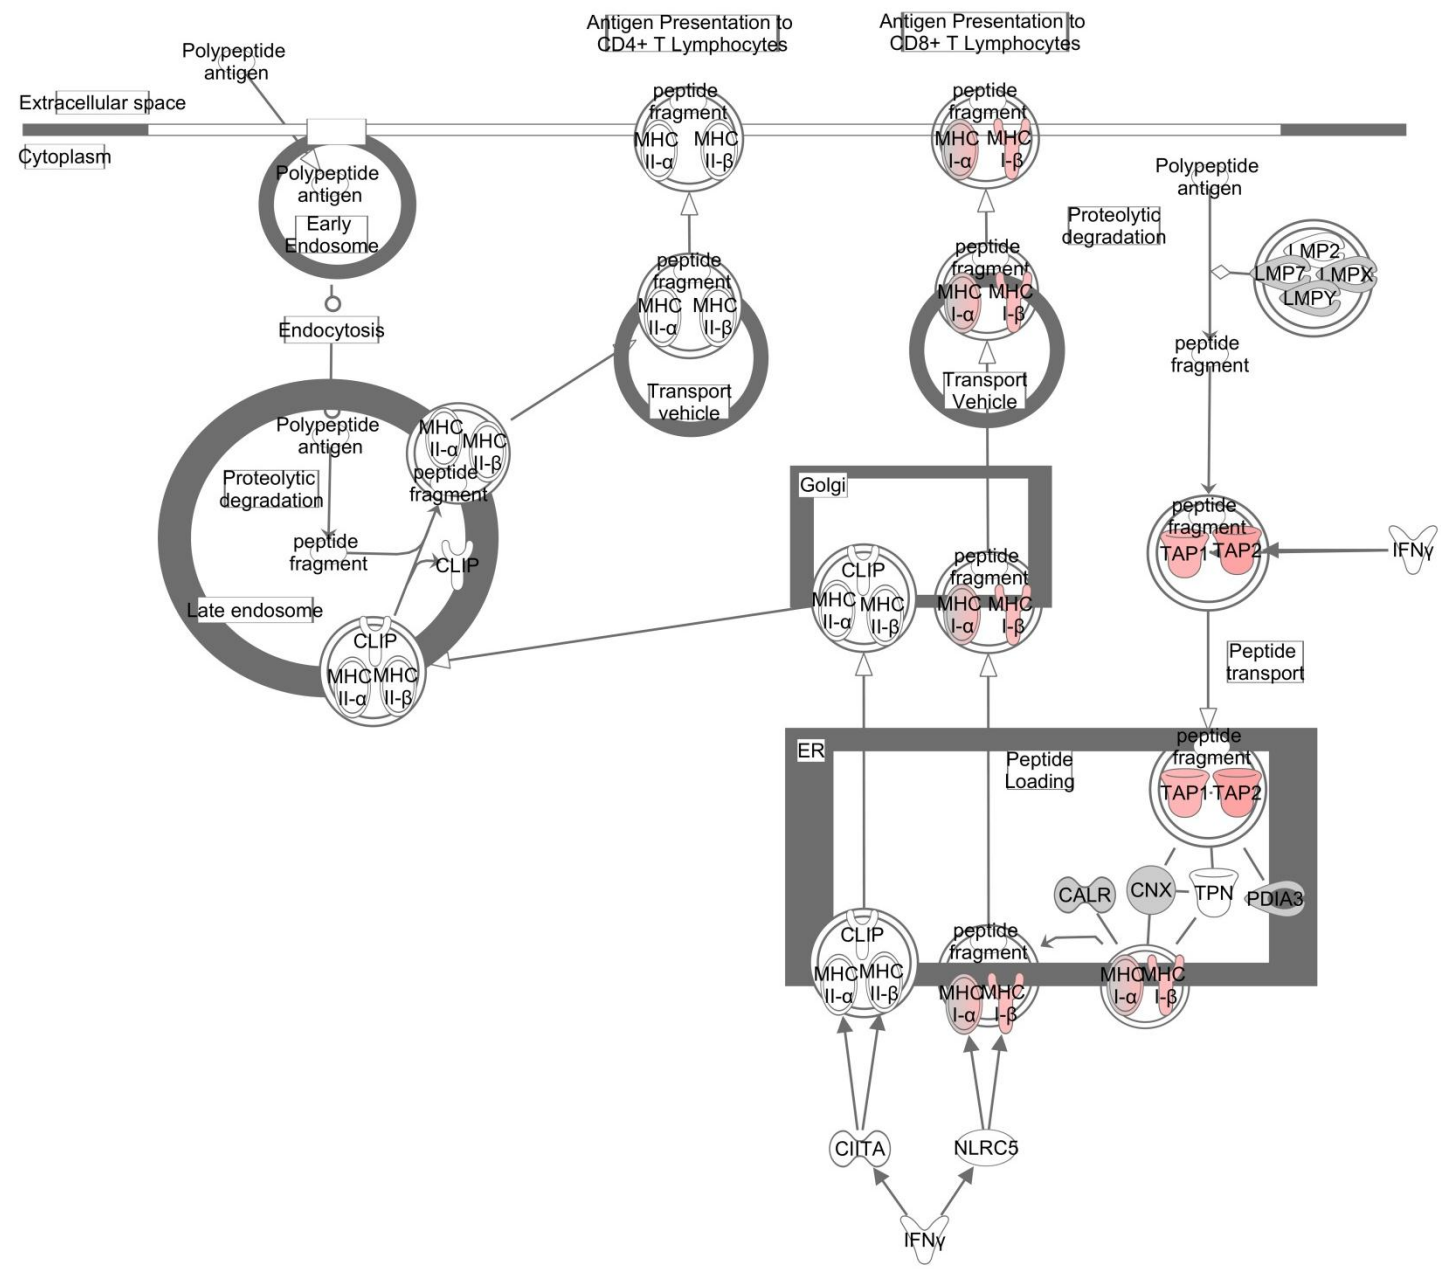 Antigen Presentation to
CD4+ T Lymphocytes
Antigen Presentation to
CD8+ T Lymphocytes
Polypeptide
antigen
Extracellular space
Cytoplasm
Polypeptide
antigen
Early
Endosome
Endocytosis
Polypeptide
antigen
Proteolytic
degradation
peptide
fragment
Late endosome
MHC
II-α
MHC
II-β
peptide
fragment
CLIP
CLIP
MHC
II-α
MHC
II-β
peptide
fragment
MHC
II-α
MHC
II-β
peptide
fragment
MHC
II-α
MHC
II-β
Transport
vehicle
peptide
fragment
MHC
I-α
MHC
I-β
peptide
fragment
MHC
I-α
MHC
I-β
Transport
Vehicle
Polypeptide
antigen
Proteolytic
degradation
LMP2
LMP7
LMPX
LMPY
peptide
fragment
peptide
fragment
TAP1
TAP2
IFNγ
Golgi
CLIP
MHC
II-α
MHC
II-β
peptide
fragment
MHC
I-α
MHC
I-β
Peptide
transport
ER
Peptide
Loading
peptide
fragment
TAP1
TAP2
CALR
CNX
TPN
PDIA3
CLIP
MHC
II-α
MHC
II-β
peptide
fragment
MHC
I-α
MHC
I-β
MHC
I-α
MHC
I-β
CIITA
NLRC5
IFNγ